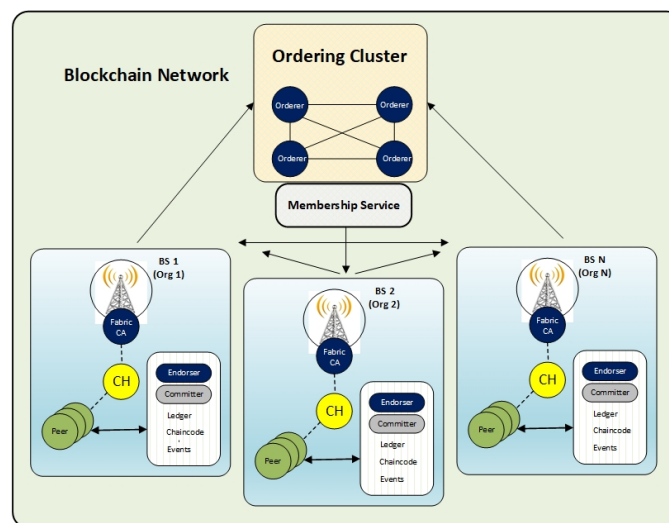 Ordering Cluster
Blockchain Network
Orderer
Orderer
Orderer
Orderer
Membership Service
BS 1
(Org 1)
Fabric
CA
CH
Peer
Endorser
Committer
Ledger
Chaincode
Events
BS 2
(Org 2)
Fabric
CA
CH
Peer
Endorser
Committer
Ledger
Chaincode
Events
BS N
(Org N)
Fabric
CA
CH
Peer
Endorser
Committer
Ledger
Chaincode
Events